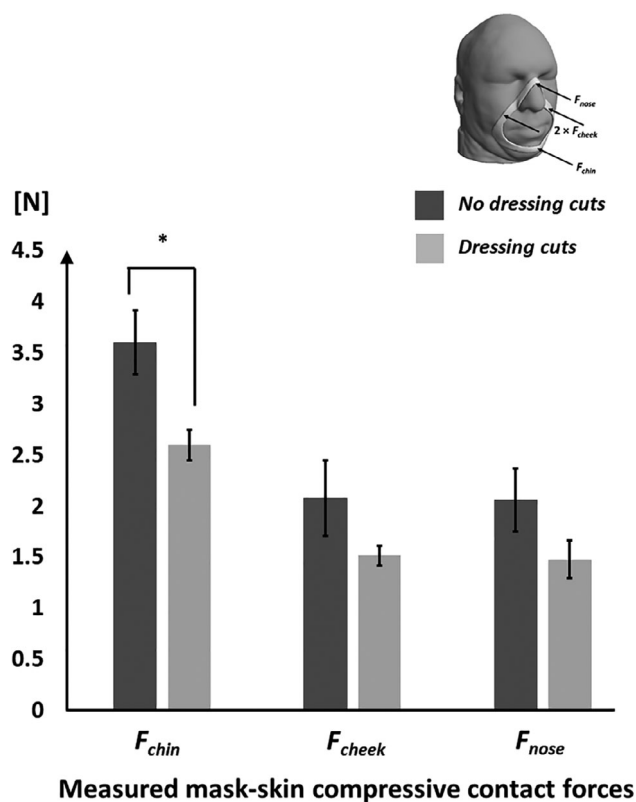 F_nose
2 × F_cheek
F_chin
[N]
No dressing cuts
Dressing cuts
*
4.5
4
3.5
3
2.5
2
1.5
1
0.5
0
F_chin F_cheek F_nose
Measured mask-skin compressive contact forces